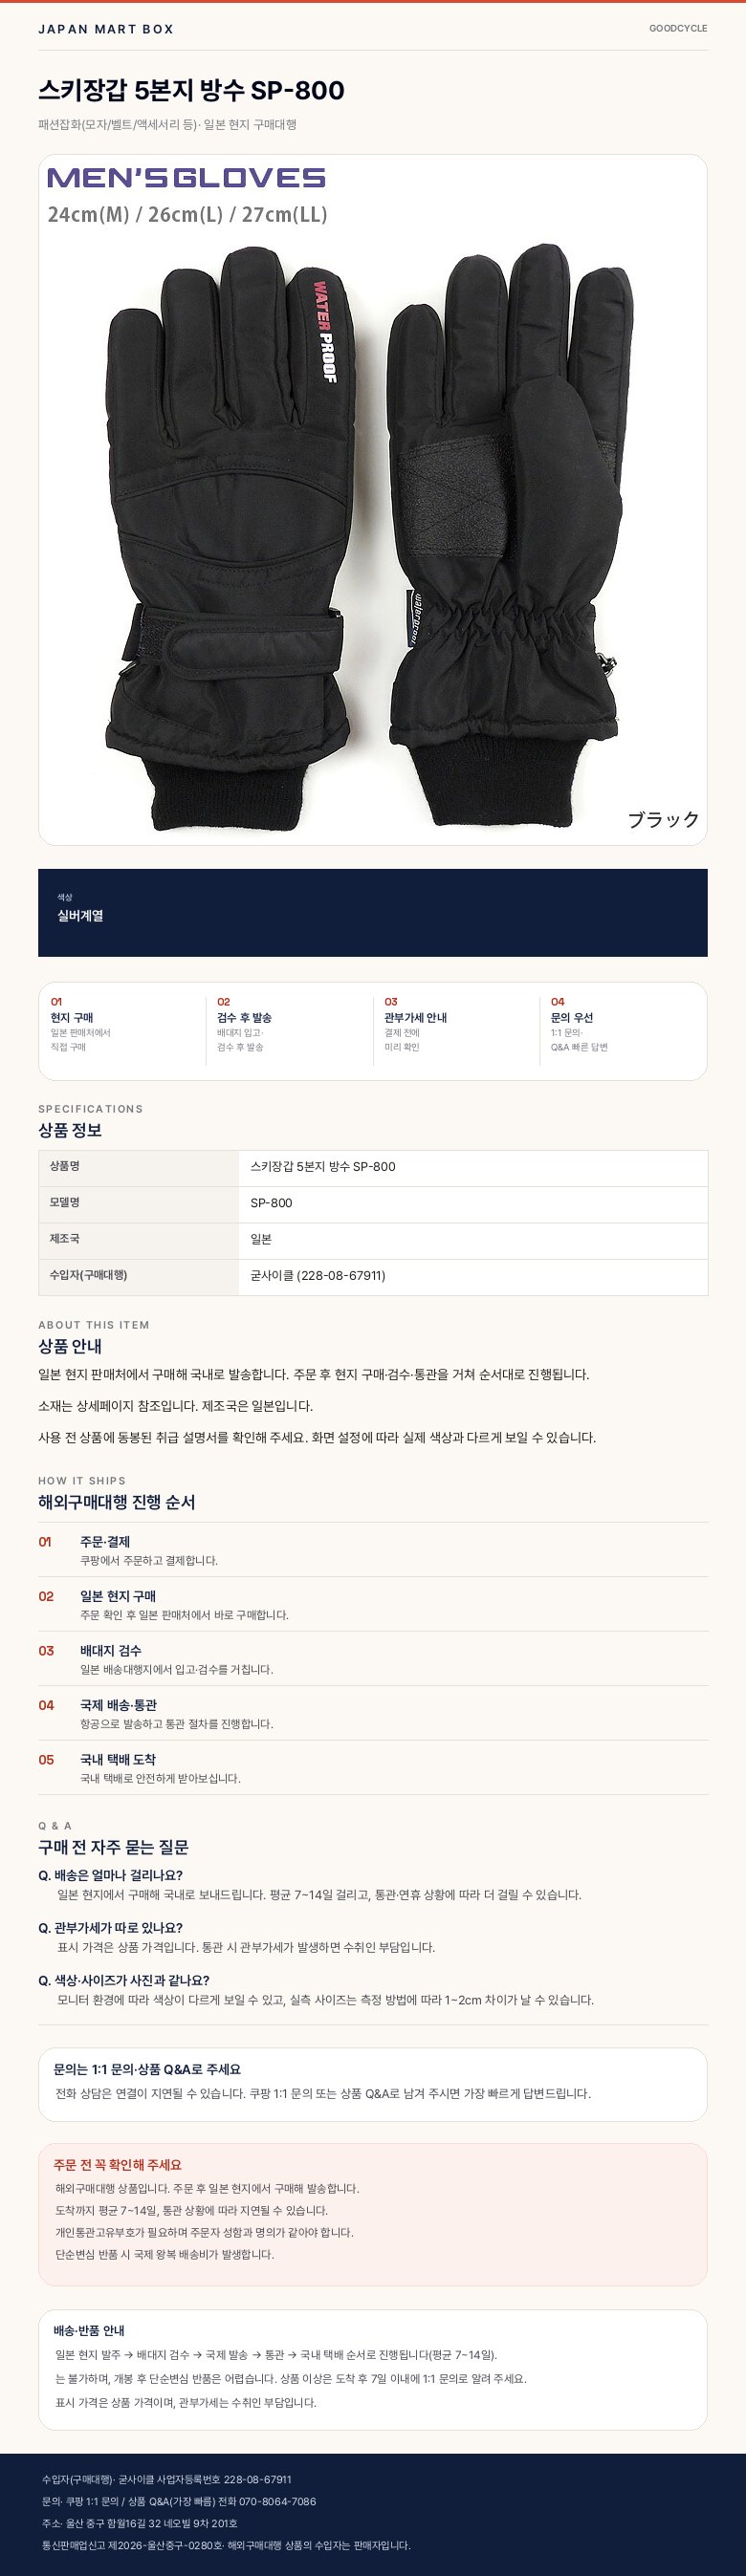 JAPAN MART BOX
GOODCYCLE
스키장갑 5본지 방수 SP-800
패션잡화(모자/벨트/액세서리 등)· 일본 현지 구매대행
MEN'S GLOVES
24cm(M) / 26cm(L) / 27cm(LL)
WATER PROOF
waterproof
ブラック
색상
실버계열
01
현지 구매
일본 판매처에서
직접 구매
02
검수 후 발송
배대지 입고·
검수 후 발송
03
관부가세 안내
결제 전에
미리 확인
04
문의 우선
1:1 문의·
Q&A 빠른 답변
SPECIFICATIONS
상품 정보
상품명 스키장갑 5본지 방수 SP-800
모델명 SP-800
제조국 일본
수입자(구매대행) 굳사이클 (228-08-67911)
ABOUT THIS ITEM
상품 안내
일본 현지 판매처에서 구매해 국내로 발송합니다. 주문 후 현지 구매·검수·통관을 거쳐 순서대로 진행됩니다.
소재는 상세페이지 참조입니다. 제조국은 일본입니다.
사용 전 상품에 동봉된 취급 설명서를 확인해 주세요. 화면 설정에 따라 실제 색상과 다르게 보일 수 있습니다.
HOW IT SHIPS
해외구매대행 진행 순서
01 주문·결제
쿠팡에서 주문하고 결제합니다.
02 일본 현지 구매
주문 확인 후 일본 판매처에서 바로 구매합니다.
03 배대지 검수
일본 배송대행지에서 입고·검수를 거칩니다.
04 국제 배송·통관
항공으로 발송하고 통관 절차를 진행합니다.
05 국내 택배 도착
국내 택배로 안전하게 받아보십니다.
Q & A
구매 전 자주 묻는 질문
Q. 배송은 얼마나 걸리나요?
일본 현지에서 구매해 국내로 보내드립니다. 평균 7~14일 걸리고, 통관·연휴 상황에 따라 더 걸릴 수 있습니다.
Q. 관부가세가 따로 있나요?
표시 가격은 상품 가격입니다. 통관 시 관부가세가 발생하면 수취인 부담입니다.
Q. 색상·사이즈가 사진과 같나요?
모니터 환경에 따라 색상이 다르게 보일 수 있고, 실측 사이즈는 측정 방법에 따라 1~2cm 차이가 날 수 있습니다.
문의는 1:1 문의·상품 Q&A로 주세요
전화 상담은 연결이 지연될 수 있습니다. 쿠팡 1:1 문의 또는 상품 Q&A로 남겨 주시면 가장 빠르게 답변드립니다.
주문 전 꼭 확인해 주세요
해외구매대행 상품입니다. 주문 후 일본 현지에서 구매해 발송합니다.
도착까지 평균 7~14일, 통관 상황에 따라 지연될 수 있습니다.
개인통관고유부호가 필요하며 주문자 성함과 명의가 같아야 합니다.
단순변심 반품 시 국제 왕복 배송비가 발생합니다.
배송·반품 안내
일본 현지 발주 → 배대지 검수 → 국제 발송 → 통관 → 국내 택배 순서로 진행됩니다(평균 7~14일).
는 불가하며, 개봉 후 단순변심 반품은 어렵습니다. 상품 이상은 도착 후 7일 이내에 1:1 문의로 알려 주세요.
표시 가격은 상품 가격이며, 관부가세는 수취인 부담입니다.
수입자(구매대행)· 굳사이클 사업자등록번호 228-08-67911
문의· 쿠팡 1:1 문의 / 상품 Q&A(가장 빠름) 전화 070-8064-7086
주소· 울산 중구 함월16길 32 네오빌 9차 201호
통신판매업신고 제2026-울산중구-0280호· 해외구매대행 상품의 수입자는 판매자입니다.